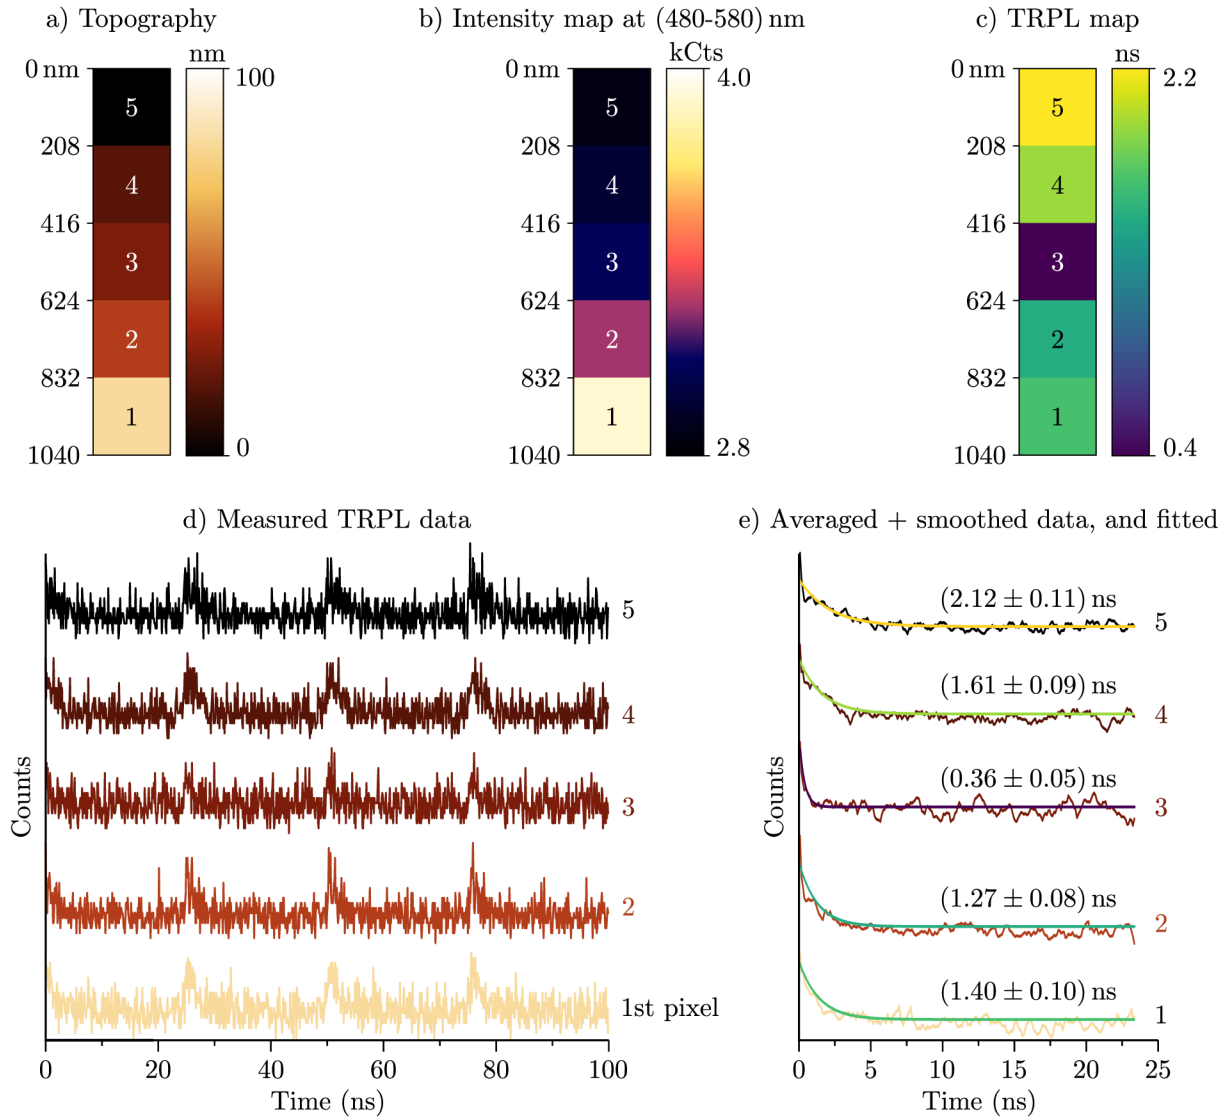 a) Topography
b) Intensity map at (480-580) nm
c) TRPL map
nm
kCts
ns
0 nm
208
416
624
832
1040
5
4
3
2
1
100
0
0 nm
208
416
624
832
1040
5
4
3
2
1
4.0
2.8
0 nm
208
416
624
832
1040
5
4
3
2
1
2.2
0.4
d) Measured TRPL data
5
4
3
2
1st pixel
Counts
0 20 40 60 80 100
Time (ns)
e) Averaged + smoothed data, and fitted
(2.12 ± 0.11) ns
5
(1.61 ± 0.09) ns
4
(0.36 ± 0.05) ns
3
(1.27 ± 0.08) ns
2
(1.40 ± 0.10) ns
1
Counts
0 5 10 15 20 25
Time (ns)